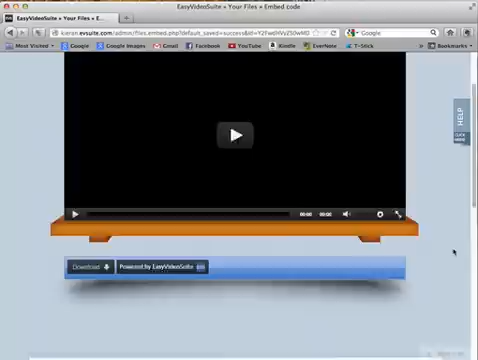 EasyVideoSuite » Your Files » Embed code
EasyVideoSuite » Your Files » E...
kieran.evsuite.com/admin/files.embed.php?default_saved=success&id=
Google
Most Visited
Google
Google Images
Gmail
Facebook
YouTube
Kindle
EverNote
T-Stick
Bookmarks
HELP
CLICK HERE
00:00 00:00
Download
Powered by EasyVideoSuite